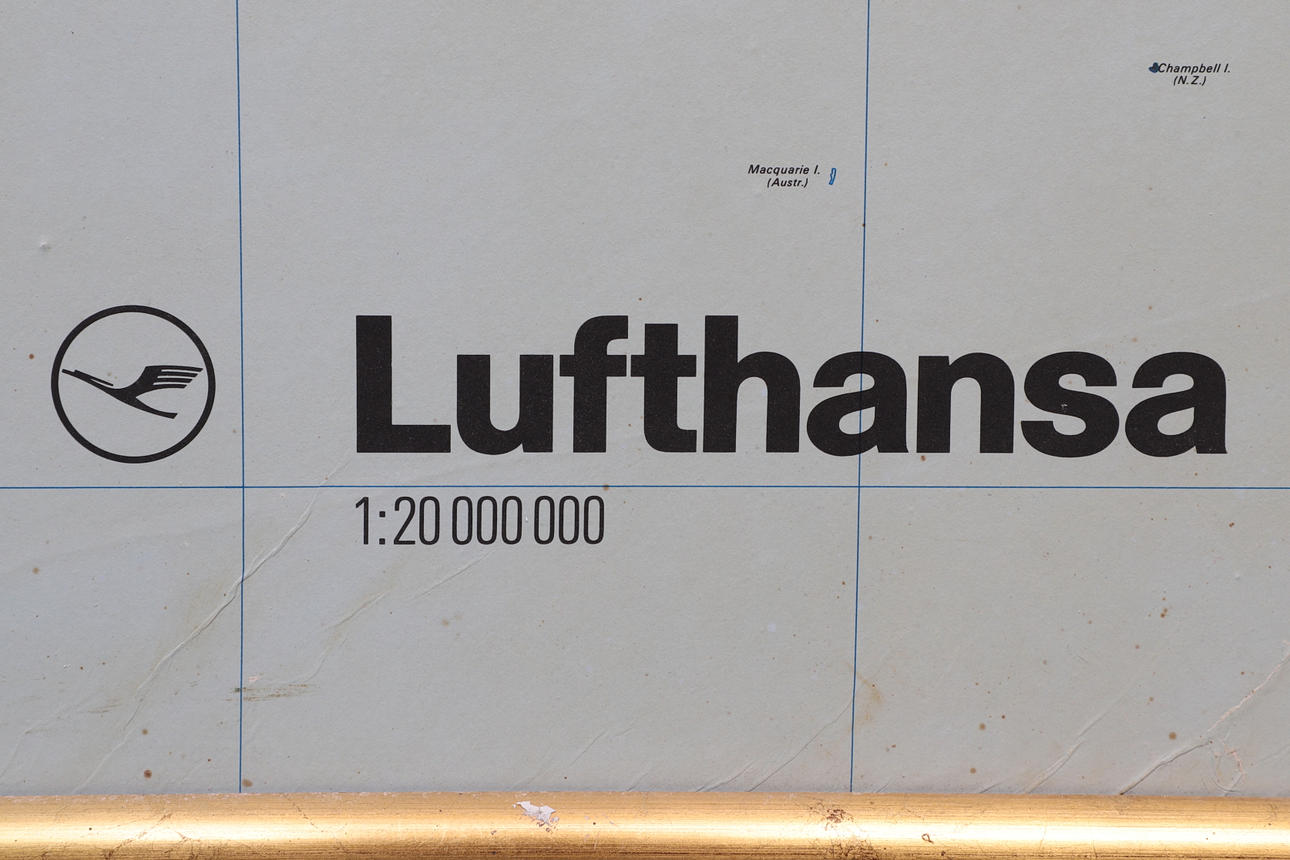 Champbell I.
(N.Z.)
Macquarie I.
(Austr.)
Lufthansa
1:20 000 000